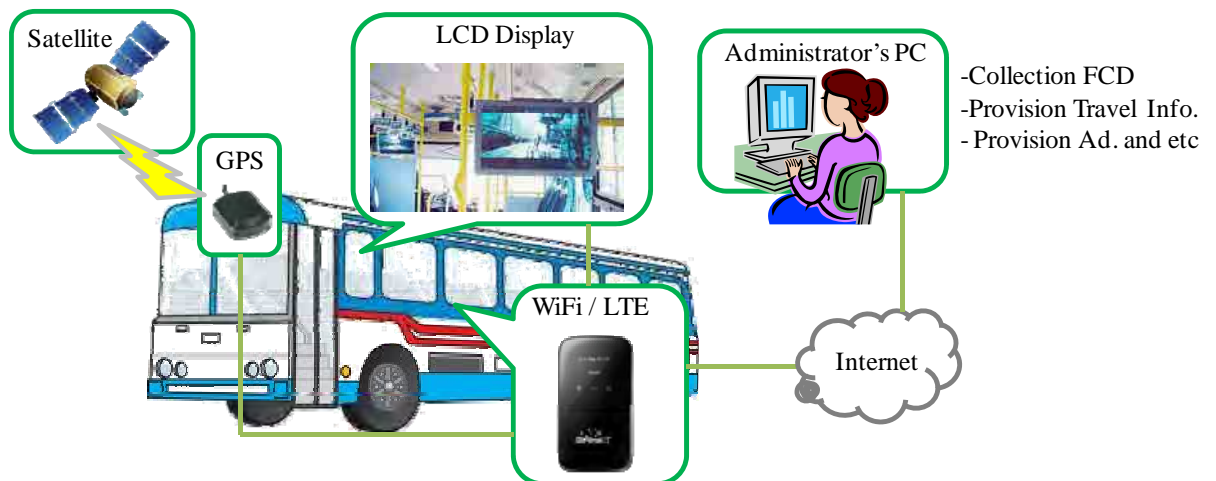 Satellite
GPS
LCD Display
Administrator's PC
-Collection FCD
-Provision Travel Info.
- Provision Ad. and etc
WiFi / LTE
Internet